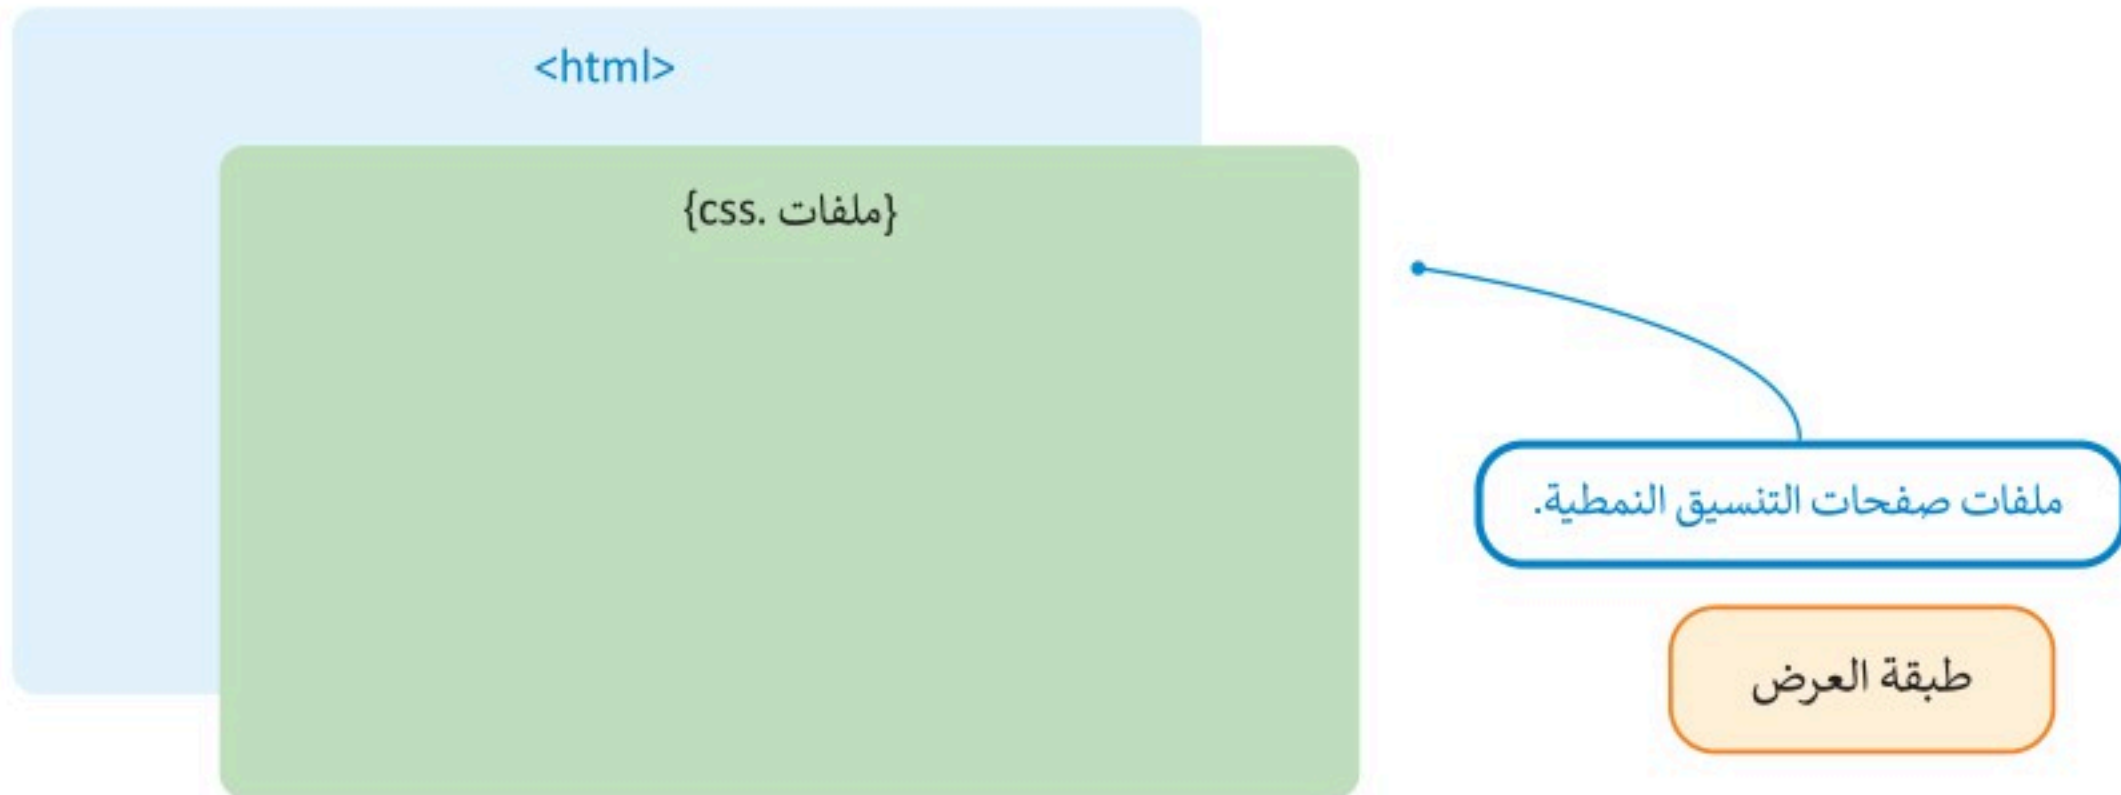 <html>
{ملفات .css}
ملفات صفحات التنسيق النمطية.
طبقة العرض